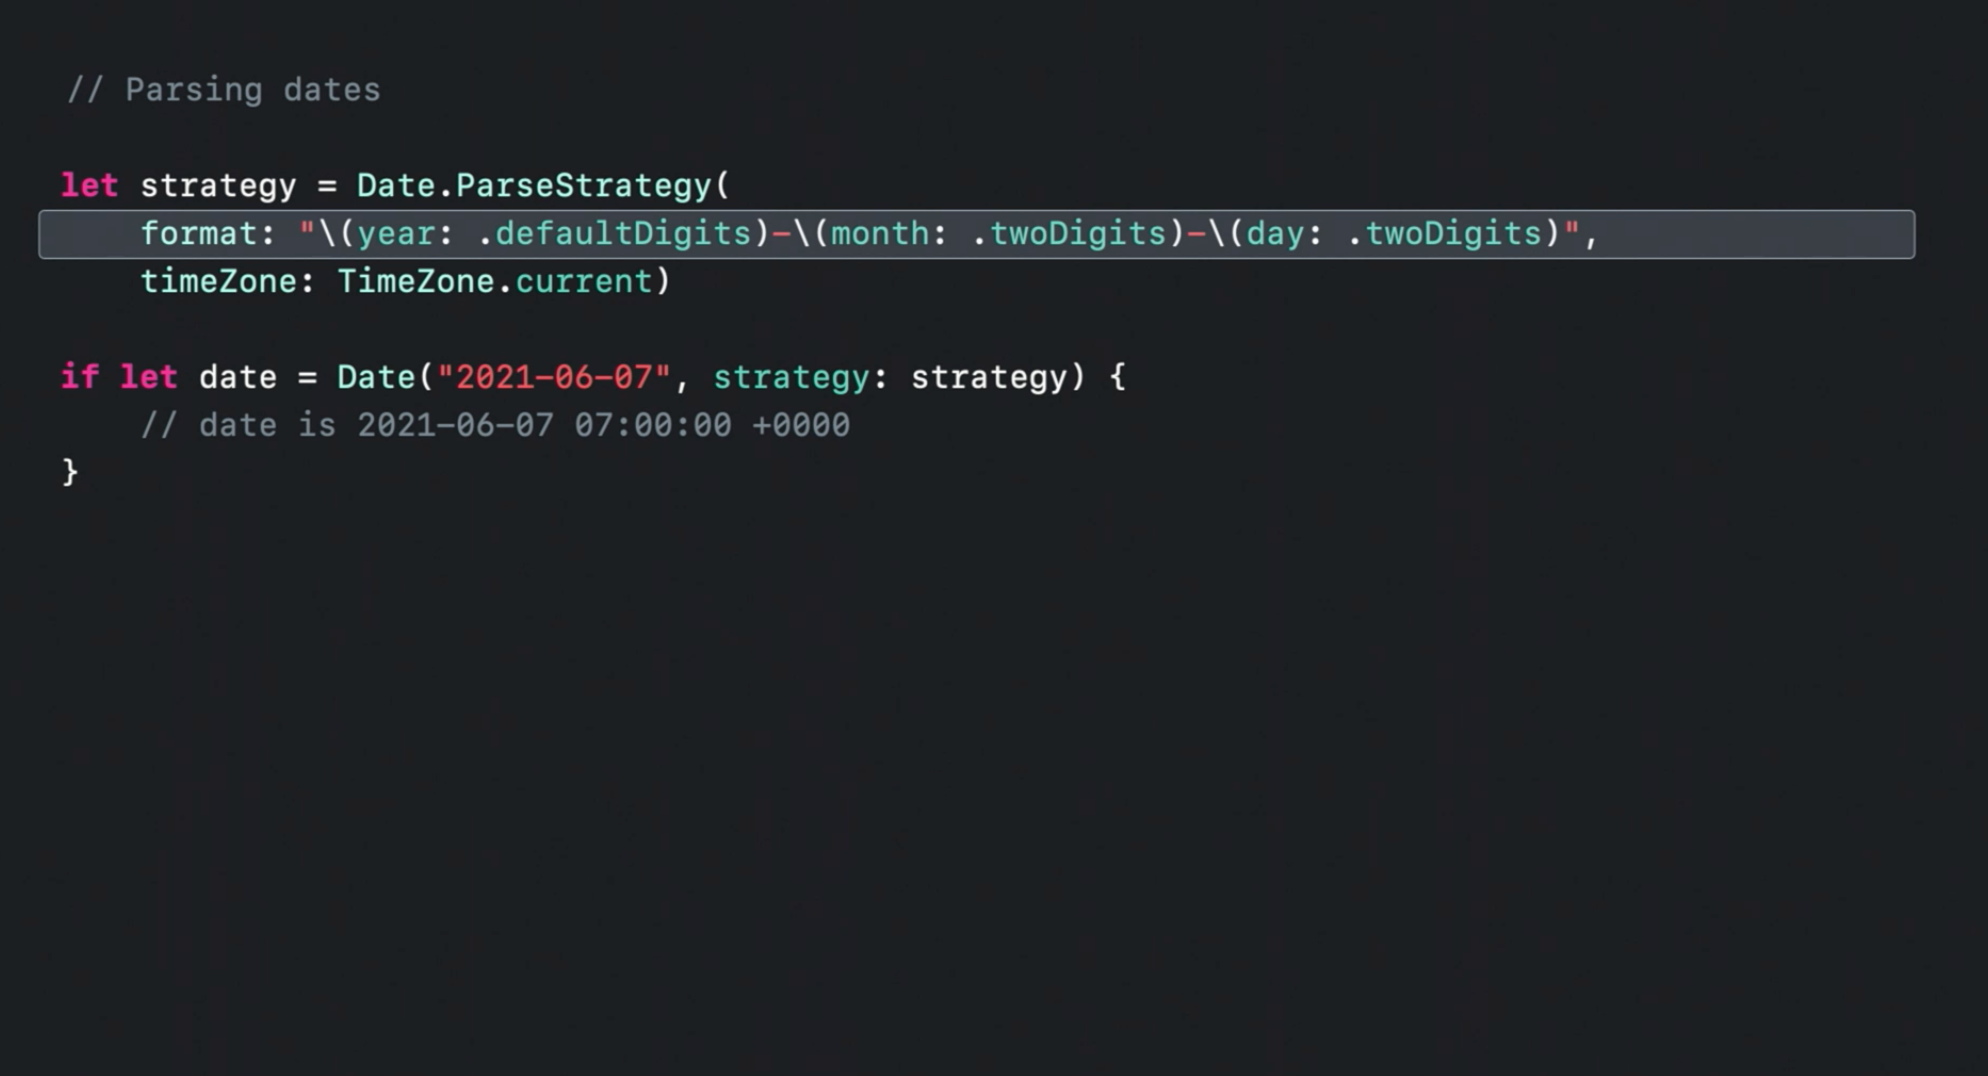 // Parsing dates
let strategy = Date.ParseStrategy(
format: "\(year: .defaultDigits)-\(month: .twoDigits)-\(day: .twoDigits)",
timeZone: TimeZone.current)
if let date = Date("2021-06-07", strategy: strategy) {
// date is 2021-06-07 07:00:00 +0000
}